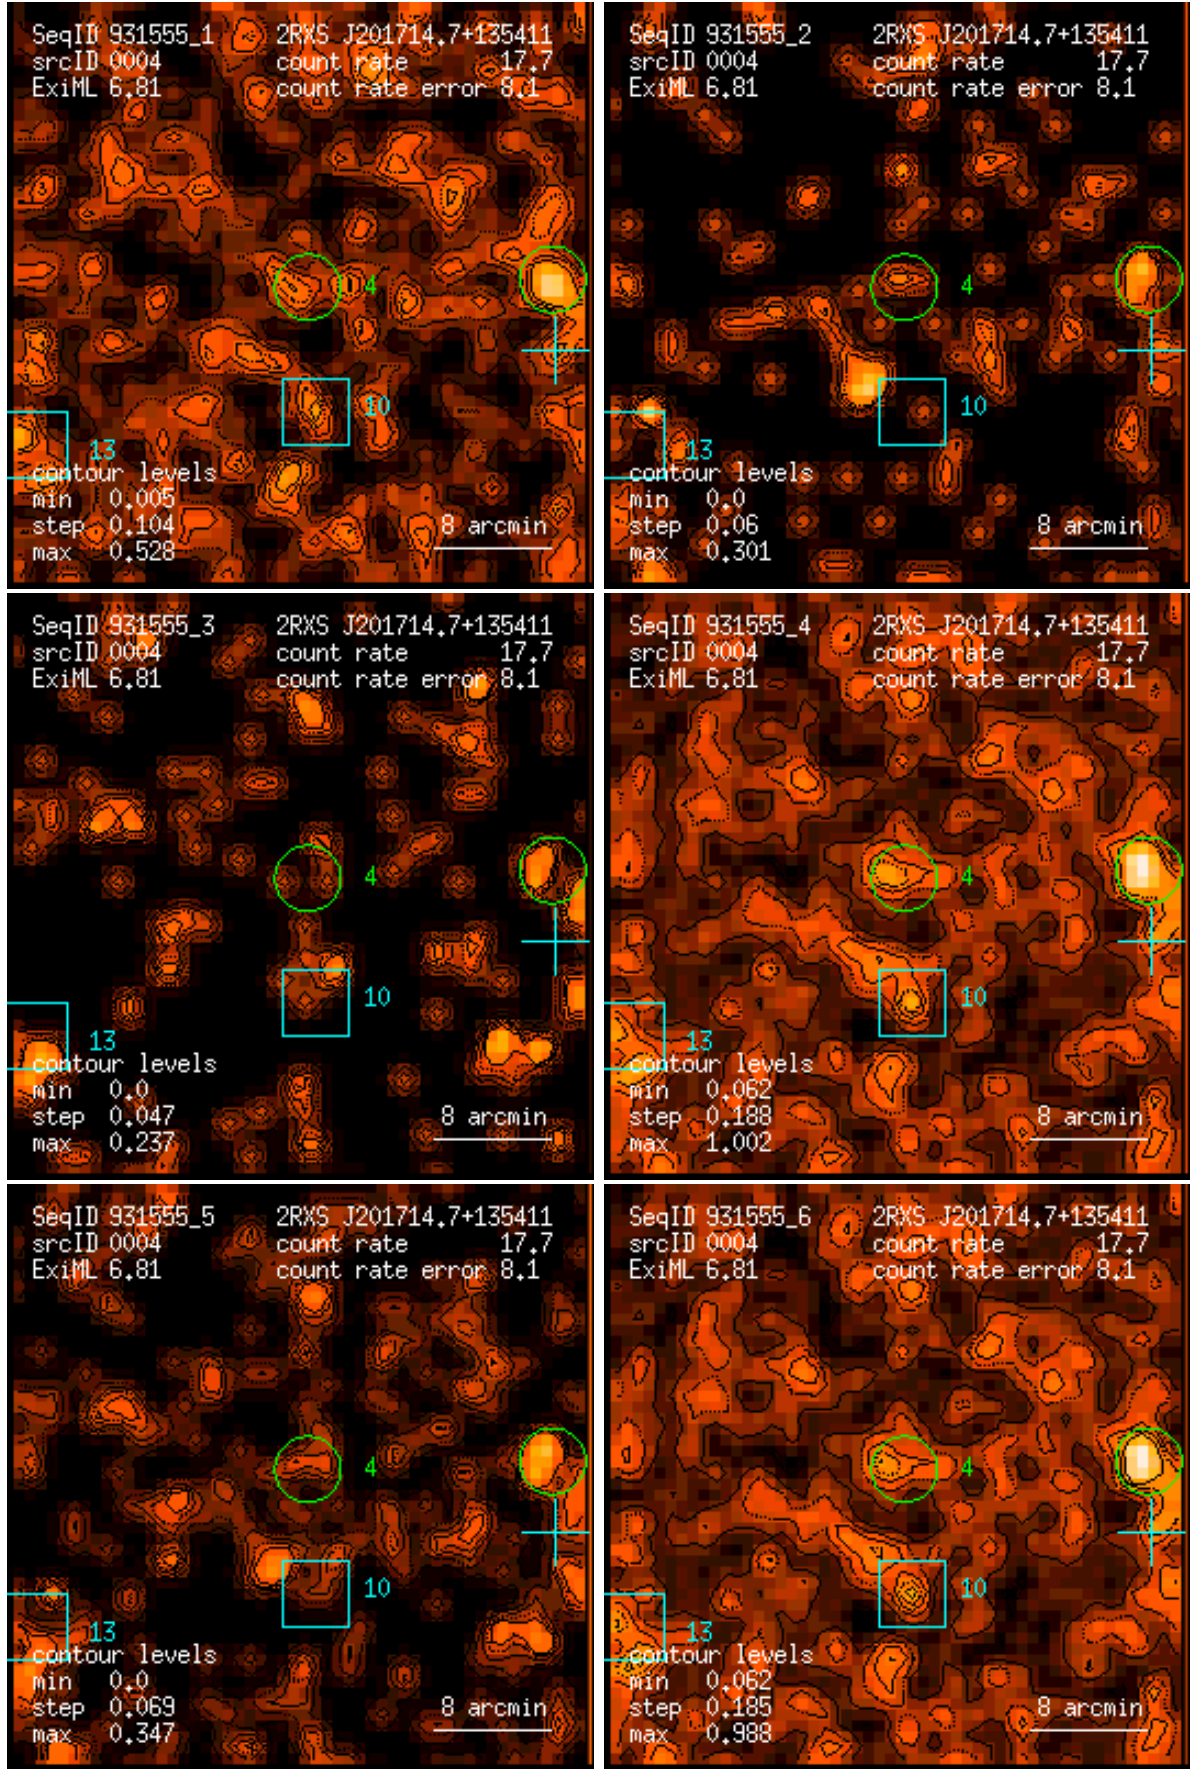 SeqID 931555_1 2RXS J201714.7+135411
srcID 0004 count rate 17.7
ExiML 6.81 count rate error 8.1
4
10
13
contour levels
min 0.005
step 0.104 8 arcmin
max 0.528
SeqID 931555_2 2RXS J201714.7+135411
srcID 0004 count rate 17.7
ExiML 6.81 count rate error 8.1
4
10
13
contour levels
min 0.0
step 0.06 8 arcmin
max 0.301
SeqID 931555_3 2RXS J201714.7+135411
srcID 0004 count rate 17.7
ExiML 6.81 count rate error 8.1
4
10
13
contour levels
min 0.0
step 0.047 8 arcmin
max 0.237
SeqID 931555_4 2RXS J201714.7+135411
srcID 0004 count rate 17.7
ExiML 6.81 count rate error 8.1
4
10
13
contour levels
min 0.062
step 0.188 8 arcmin
max 1.002
SeqID 931555_5 2RXS J201714.7+135411
srcID 0004 count rate 17.7
ExiML 6.81 count rate error 8.1
4
10
13
contour levels
min 0.0
step 0.069 8 arcmin
max 0.347
SeqID 931555_6 2RXS J201714.7+135411
srcID 0004 count rate 17.7
ExiML 6.81 count rate error 8.1
4
10
13
contour levels
min 0.062
step 0.185 8 arcmin
max 0.988